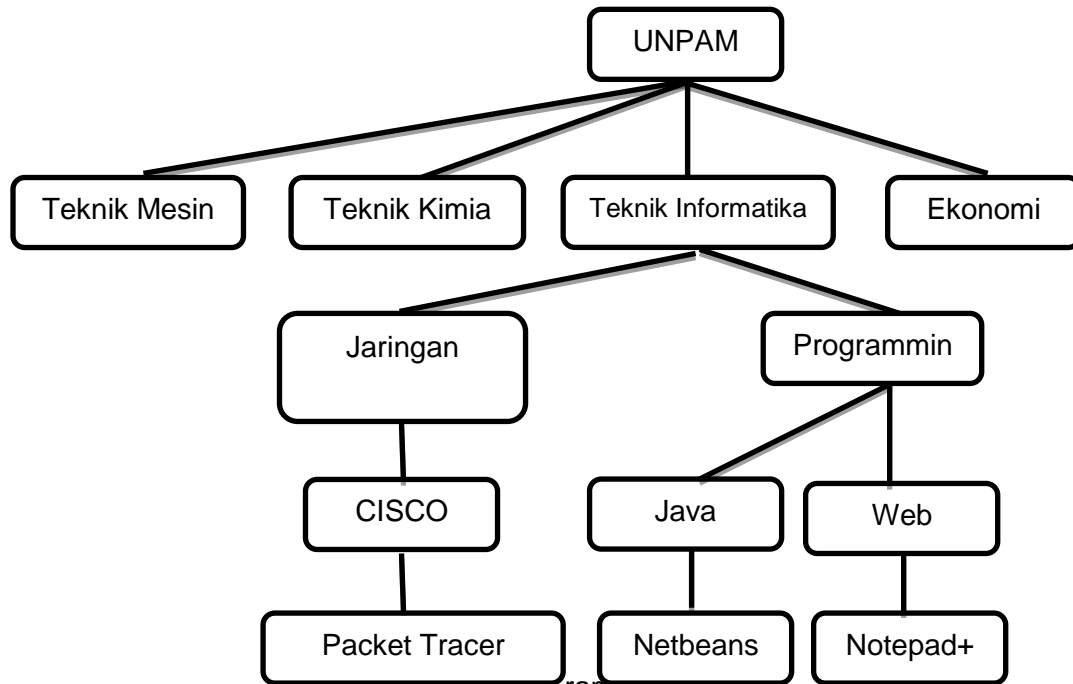 UNPAM
Teknik Mesin
Teknik Kimia
Teknik Informatika
Ekonomi
Jaringan
Programmin
CISCO
Java
Web
Packet Tracer
Netbeans
Notepad+